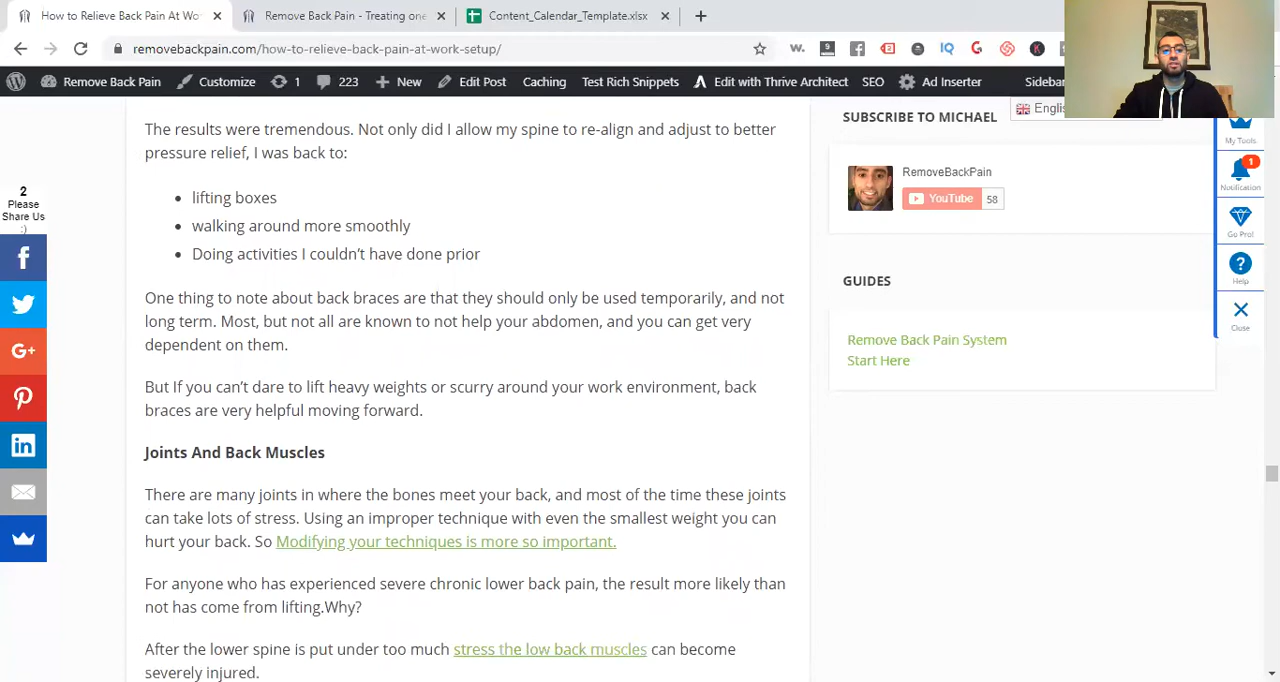 How to Relieve Back Pain At Wo
Remove Back Pain - Treating one
Content_Calendar_Template.xlsx
removebackpain.com/how-to-relieve-back-pain-at-work-setup/
Remove Back Pain
Customize
1
223
New
Edit Post
Caching
Test Rich Snippets
Edit with Thrive Architect
SEO
Ad Inserter
Sidebar
2
Please
Share Us
:)
The results were tremendous. Not only did I allow my spine to re-align and adjust to better
pressure relief, I was back to:
• lifting boxes
• walking around more smoothly
• Doing activities I couldn't have done prior
One thing to note about back braces are that they should only be used temporarily, and not
long term. Most, but not all are known to not help your abdomen, and you can get very
dependent on them.
But If you can't dare to lift heavy weights or scurry around your work environment, back
braces are very helpful moving forward.
Joints And Back Muscles
There are many joints in where the bones meet your back, and most of the time these joints
can take lots of stress. Using an improper technique with even the smallest weight you can
hurt your back. So Modifying your techniques is more so important.
For anyone who has experienced severe chronic lower back pain, the result more likely than
not has come from lifting.Why?
After the lower spine is put under too much stress the low back muscles can become
severely injured.
SUBSCRIBE TO MICHAEL
RemoveBackPain
YouTube 58
GUIDES
Remove Back Pain System
Start Here
My Tools
1
Notification
Go Pro!
Help
Close